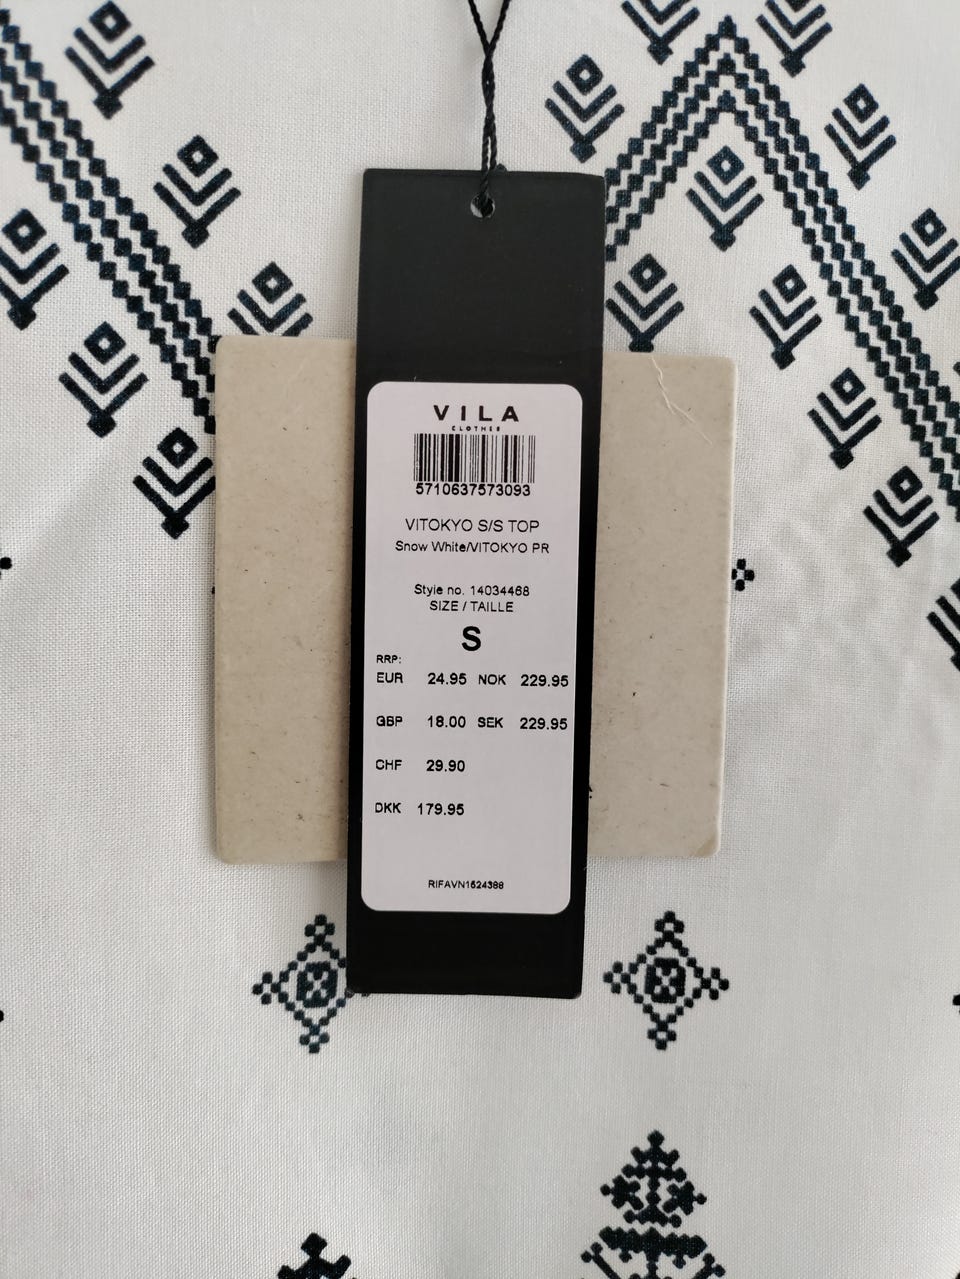 VILA
CLOTHES
5710637573093
VITOKYO S/S TOP
Snow White/VITOKYO PR
Style no. 14034468
SIZE / TAILLE
S
RRP:
EUR 24.95 NOK 229.95
GBP 18.00 SEK 229.95
CHF 29.90
DKK 179.95
RIFAVN1524388